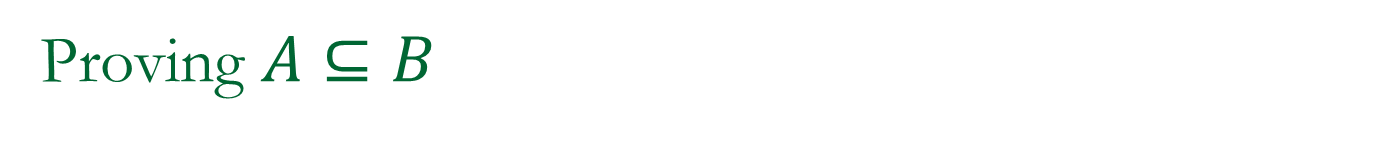 Proving 𝐴 ⊆ 𝐵